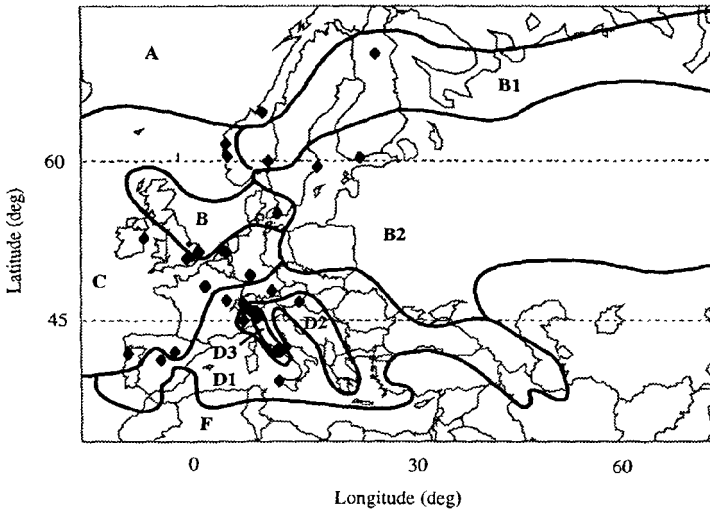 A
B1
60
B
B2
C
45
D2
D3
D1
F
0
30
60
Latitude (deg)
Longitude (deg)